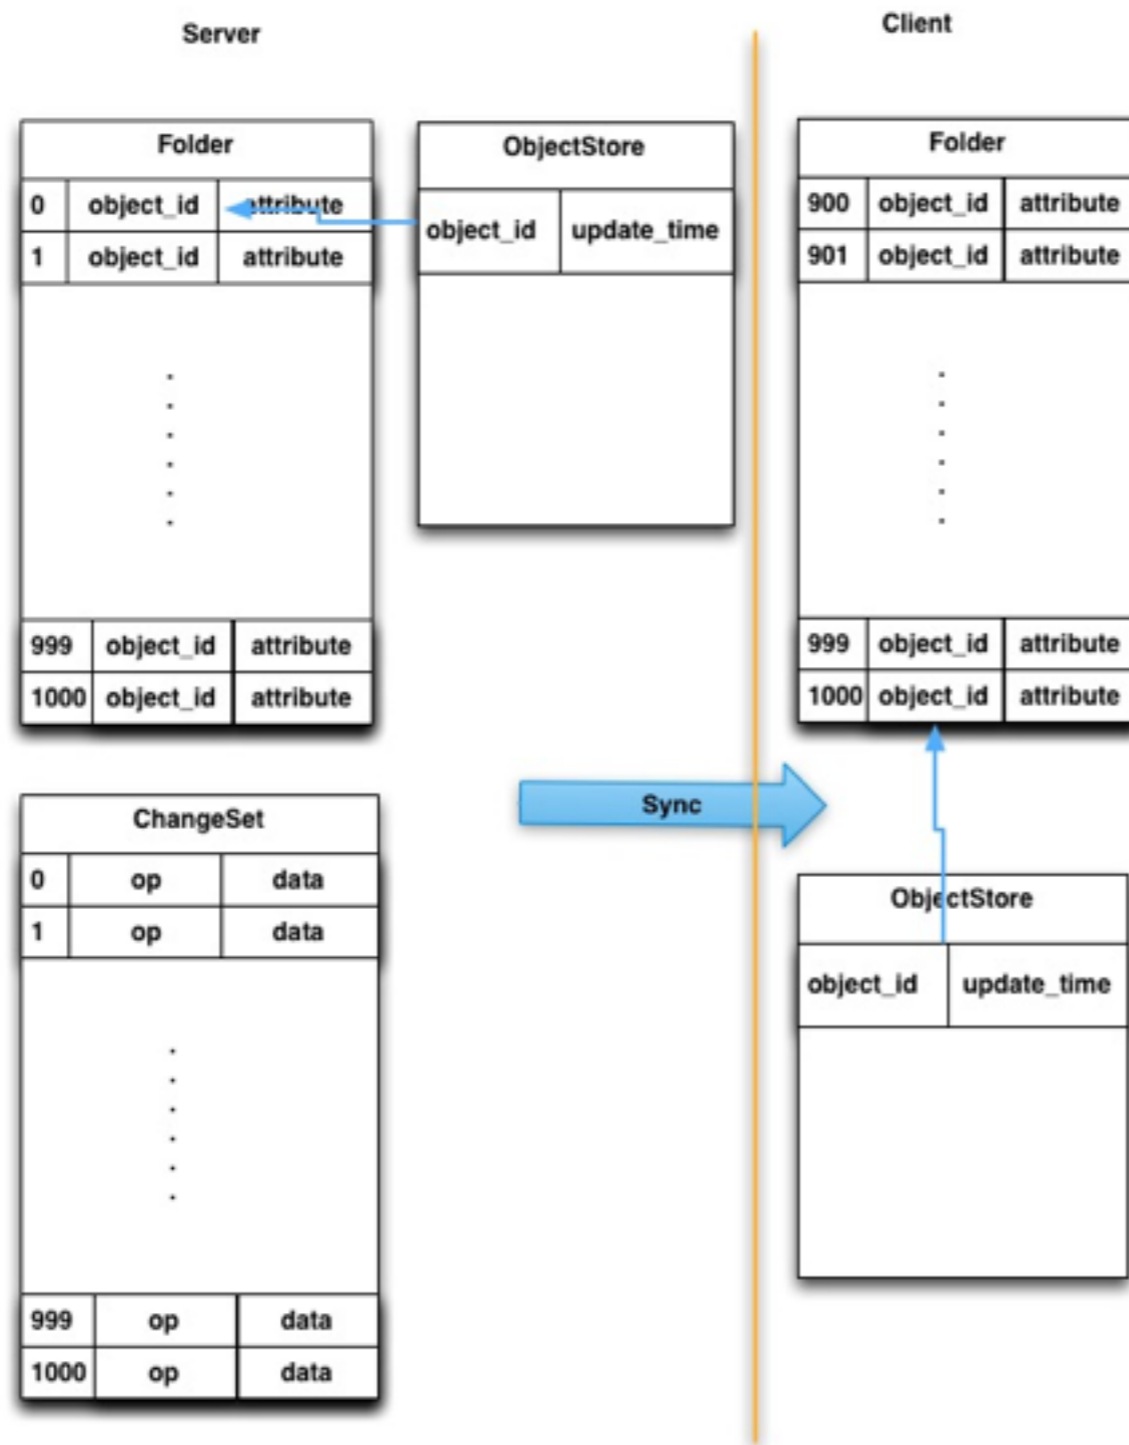 Server
Client
Folder
0 object_id attribute
1 object_id attribute
999 object_id attribute
1000 object_id attribute
ObjectStore
object_id update_time
Folder
900 object_id attribute
901 object_id attribute
999 object_id attribute
1000 object_id attribute
ChangeSet
0 op data
1 op data
999 op data
1000 op data
Sync
ObjectStore
object_id update_time